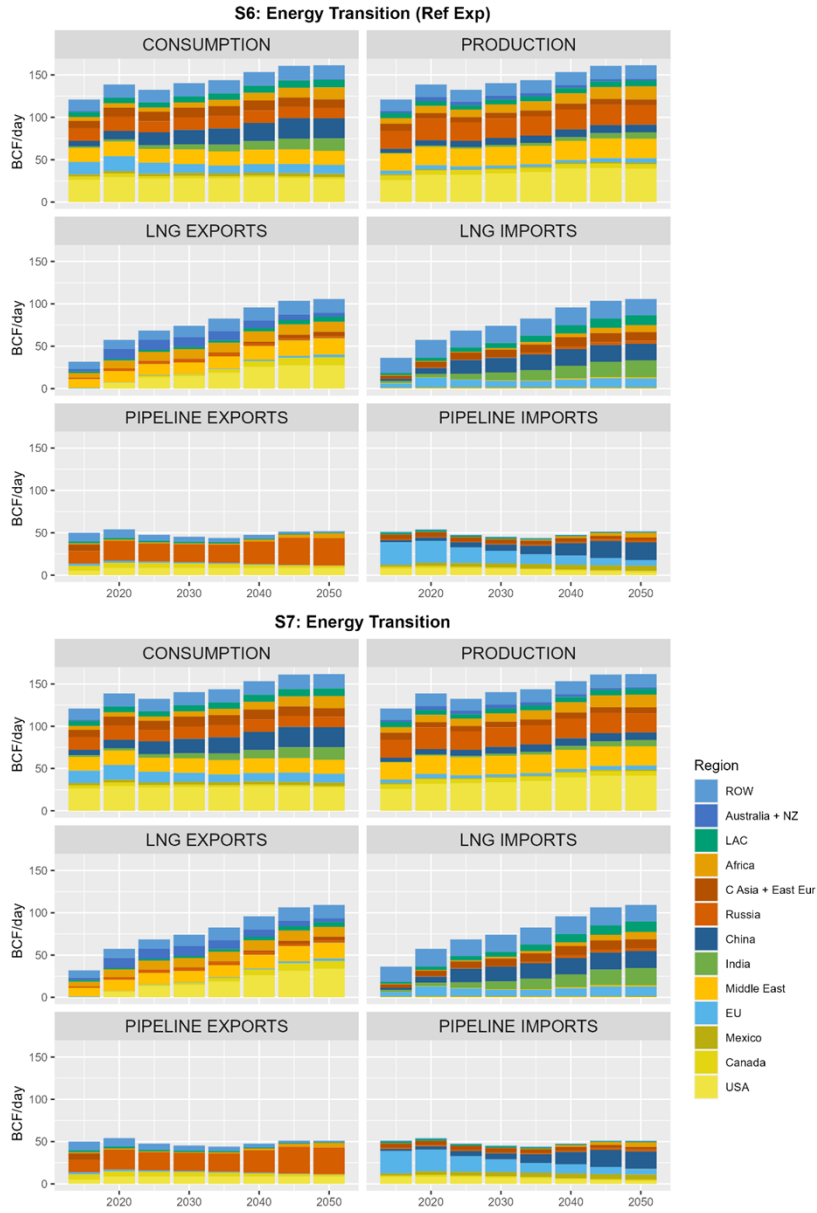 S6: Energy Transition (Ref Exp)
CONSUMPTION
PRODUCTION
BCF/day
150
100
50
0
LNG EXPORTS
LNG IMPORTS
BCF/day
150
100
50
0
PIPELINE EXPORTS
PIPELINE IMPORTS
BCF/day
150
100
50
0
2020 2030 2040 2050
2020 2030 2040 2050
S7: Energy Transition
CONSUMPTION
PRODUCTION
BCF/day
150
100
50
0
LNG EXPORTS
LNG IMPORTS
BCF/day
150
100
50
0
PIPELINE EXPORTS
PIPELINE IMPORTS
BCF/day
150
100
50
0
2020 2030 2040 2050
2020 2030 2040 2050
Region
ROW
Australia + NZ
LAC
Africa
C Asia + East Eur
Russia
China
India
Middle East
EU
Mexico
Canada
USA